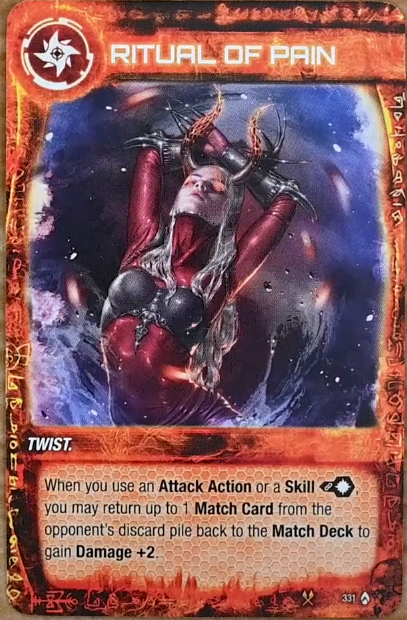 RITUAL OF PAIN
TWIST.
When you use an Attack Action or a Skill ,
you may return up to 1 Match Card from the
opponent's discard pile back to the Match Deck to
gain Damage +2.
331